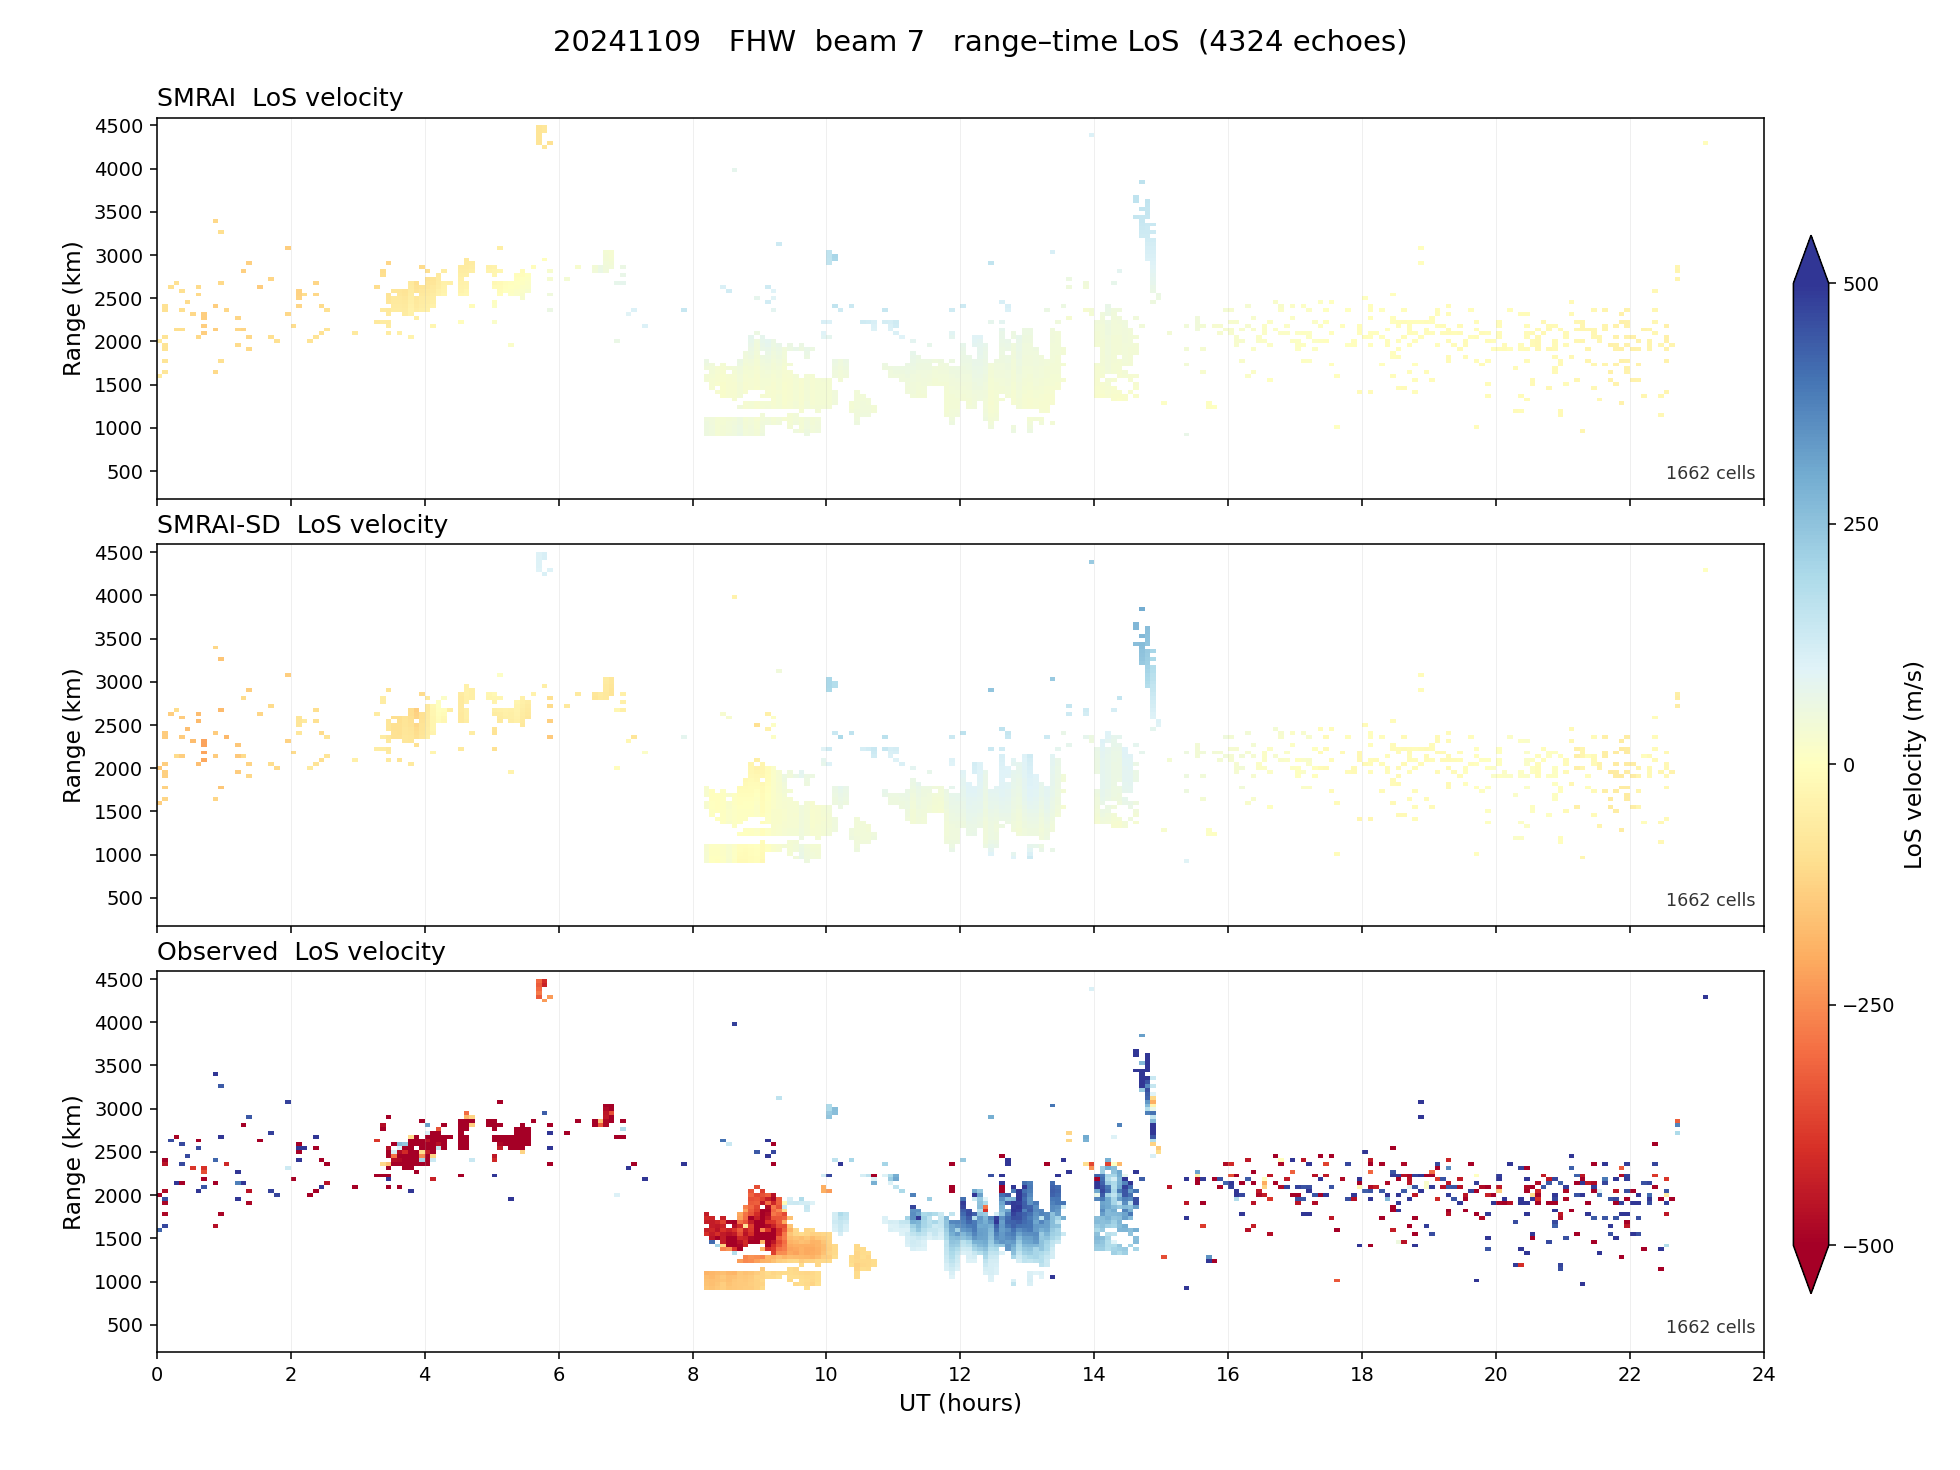 20241109   FHW  beam 7   range–time LoS  (4324 echoes)
SMRAI  LoS velocity
4500
4000
3500
3000
2500
2000
1500
1000
500
Range (km)
1662 cells
SMRAI-SD  LoS velocity
4500
4000
3500
3000
2500
2000
1500
1000
500
Range (km)
1662 cells
Observed  LoS velocity
4500
4000
3500
3000
2500
2000
1500
1000
500
Range (km)
1662 cells
0 2 4 6 8 10 12 14 16 18 20 22 24
UT (hours)
500
250
0
−250
−500
LoS velocity (m/s)